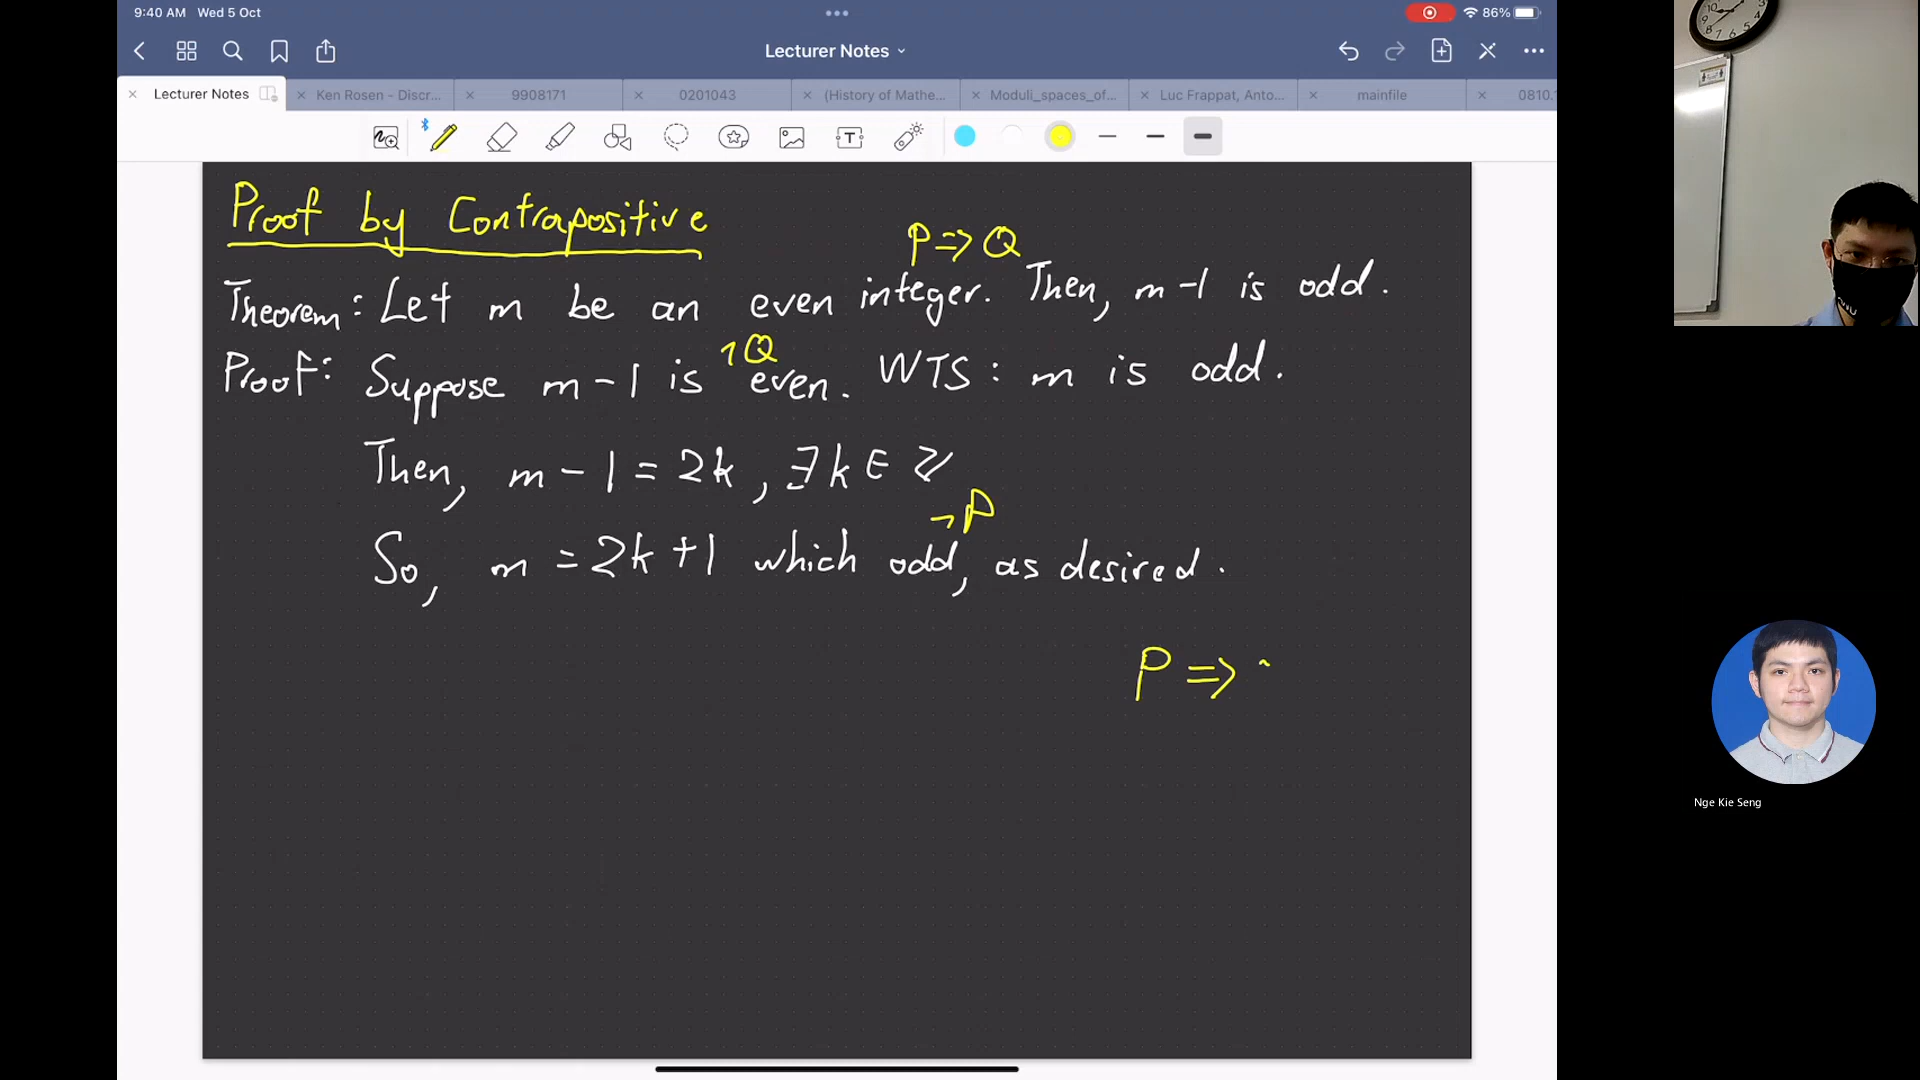 9:40 AM Wed 5 Oct
86%
Lecturer Notes
Lecturer Notes
Ken Rosen - Discr...
9908171
0201043
(History of Mathe...
Moduli_spaces_of...
Luc Frappat, Anto...
mainfile
0810.
Proof by Contrapositive
P => Q
Theorem: Let m be an even integer. Then, m-1 is odd.
¬Q
Proof: Suppose m-1 is even. WTS: m is odd.
Then, m-1 = 2k, ∃k ∈ ℤ
¬P
So, m = 2k+1 which odd, as desired.
P =>
Nge Kie Seng